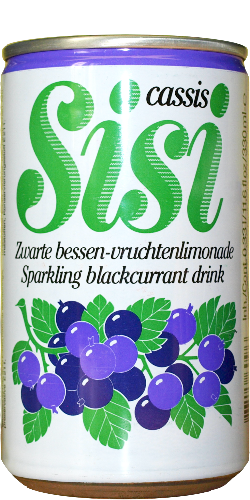 cassis
Sisi
Zwarte bessen-vruchtenlimonade
Sparkling blackcurrant drink